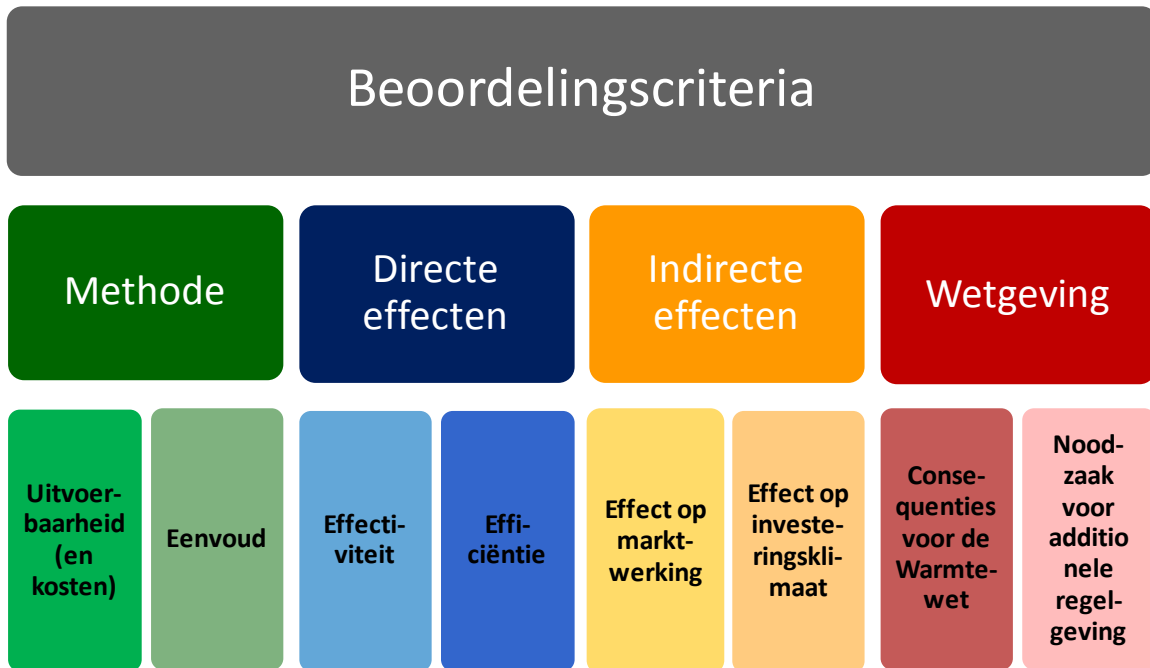 Beoordelingscriteria
Methode
Directe
effecten
Indirecte
effecten
Wetgeving
Uitvoer-
baarheid
(en
kosten)
Eenvoud
Effecti-
viteit
Effi-
ciëntie
Effect op
markt-
werking
Effect op
investe-
ringskli-
maat
Conse-
quenties
voor de
Warmte-
wet
Nood-
zaak
voor
additio
nele
regel-
geving